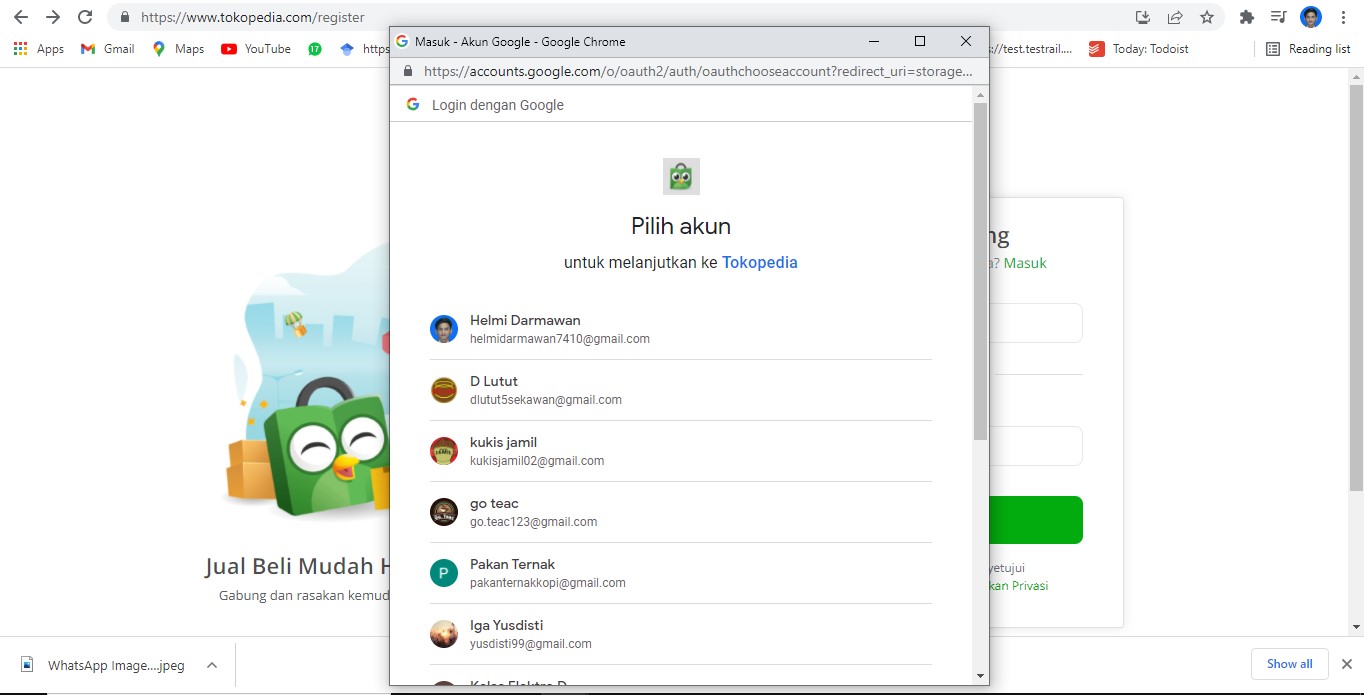 https://www.tokopedia.com/register
Apps
Gmail
Maps
YouTube
17
https
s://test.testrail....
Today: Todoist
Reading list
Masuk - Akun Google - Google Chrome
https://accounts.google.com/o/oauth2/auth/oauthchooseaccount?redirect_uri=storage...
Login dengan Google
Pilih akun
untuk melanjutkan ke Tokopedia
Helmi Darmawan
helmidarmawan7410@gmail.com
D Lutut
dlutut5sekawan@gmail.com
kukis jamil
kukisjamil02@gmail.com
go teac
go.teac123@gmail.com
P
Pakan Ternak
pakanternakkopi@gmail.com
Iga Yusdisti
yusdisti99@gmail.com
Kelas Elektro D
Jual Beli Mudah H
Gabung dan rasakan kemud
ng
a? Masuk
yetujui
kan Privasi
WhatsApp Image....jpeg
Show all